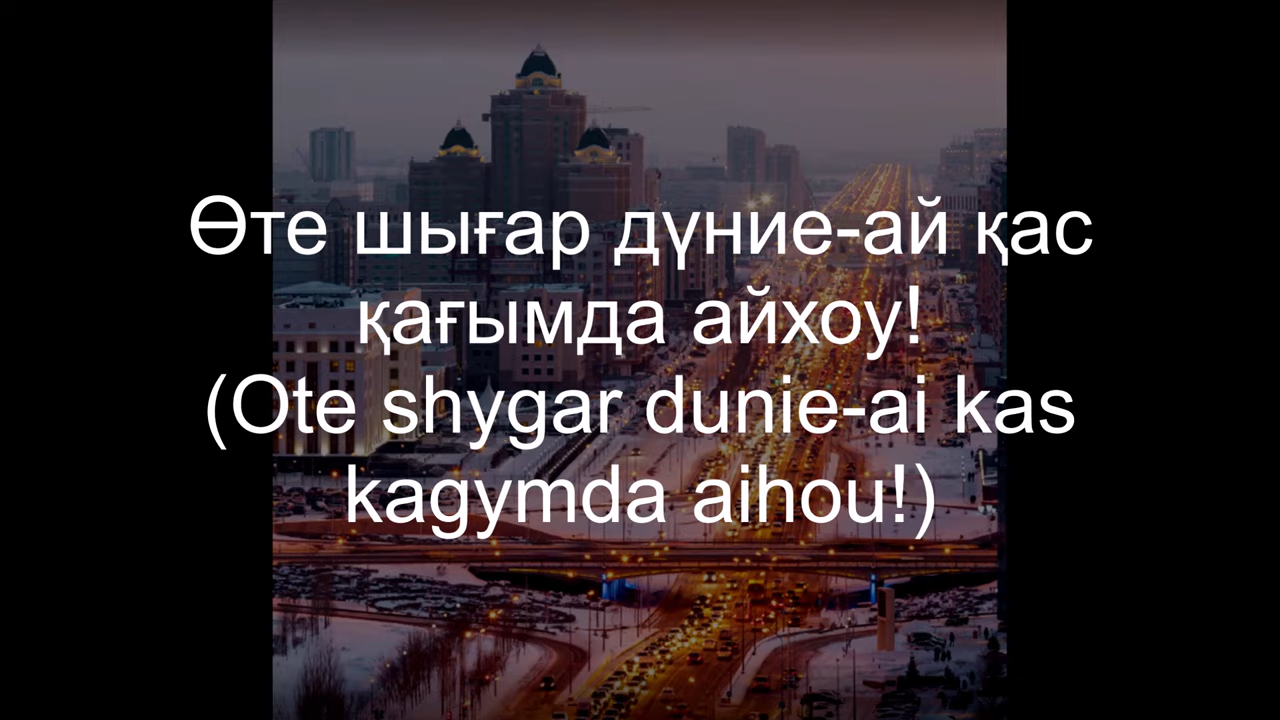 Өте шығар дүние-ай қас
қағымда айхоу!
(Ote shygar dunie-ai kas
kagymda aihou!)